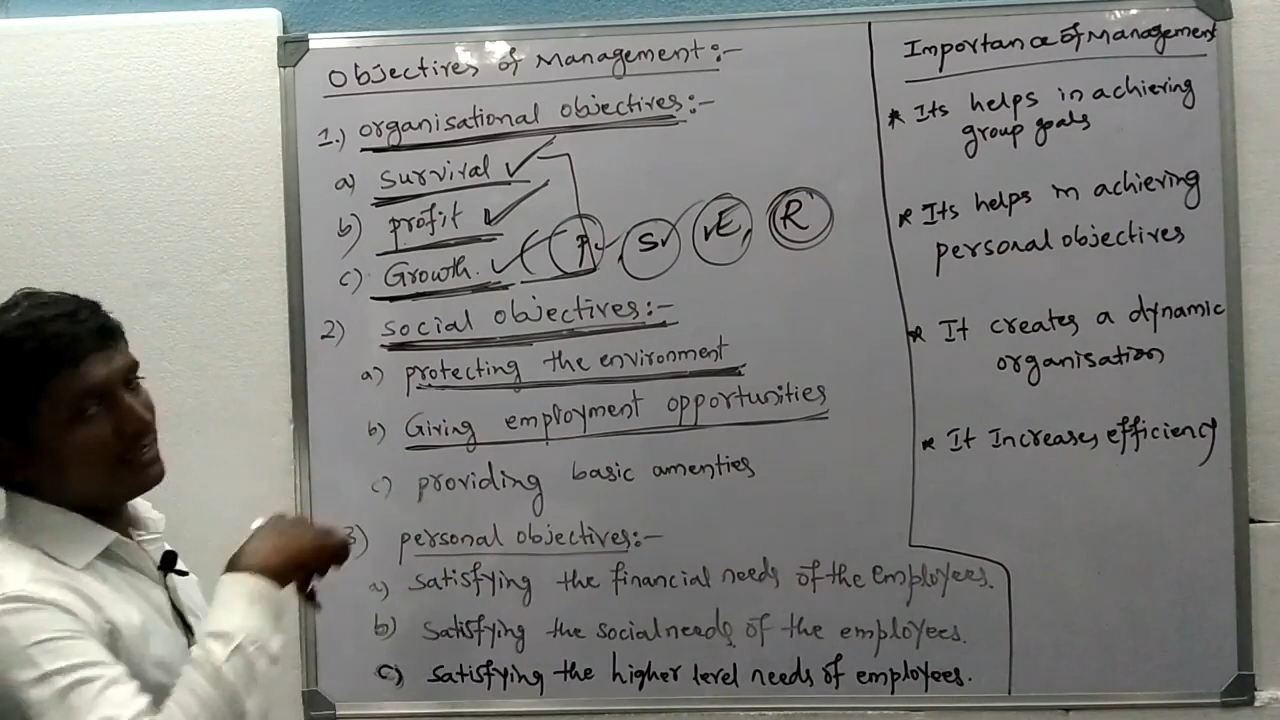 Objectives of Management:-
1.) organisational objectives:-
a) survival
b) profit
c) Growth.
P S E R
2) social objectives:-
a) protecting the environment
b) Giving employment opportunities
c) providing basic amenties
3) personal objectives:-
a) satisfying the financial needs of the employees.
b) satisfying the social needs of the employees.
c) satisfying the higher level needs of employees.
Importance of Management
* Its helps in achieving
group goals
* Its helps in achieving
personal objectives
* It creates a dynamic
organisation
* It Increases efficiency